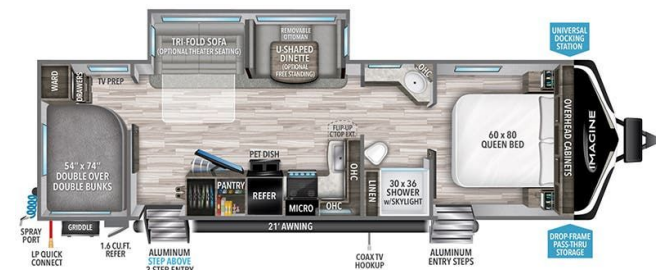 REMOVABLE
OTTOMAN
TRI-FOLD SOFA
(OPTIONAL THEATER SEATING)
U-SHAPED
DINETTE
(OPTIONAL
FREE STANDING)
UNIVERSAL
DOCKING
STATION
WARD
DRAWERS
TV PREP
OHC
54" x 74"
DOUBLE OVER
DOUBLE BUNKS
FLIP-UP
C'TOP EXT.
60 x 80
QUEEN BED
OVERHEAD CABINETS
IMAGINE
PET DISH
PANTRY
REFER
MICRO
OHC
OHC
LINEN
30 x 36
SHOWER
w/SKYLIGHT
21' AWNING
SPRAY
PORT
GRIDDLE
LP QUICK
CONNECT
1.6 CU.FT.
REFER
ALUMINUM
STEP ABOVE
3 STEP ENTRY
COAX TV
HOOKUP
ALUMINUM
ENTRY STEPS
DROP-FRAME
PASS-THRU
STORAGE